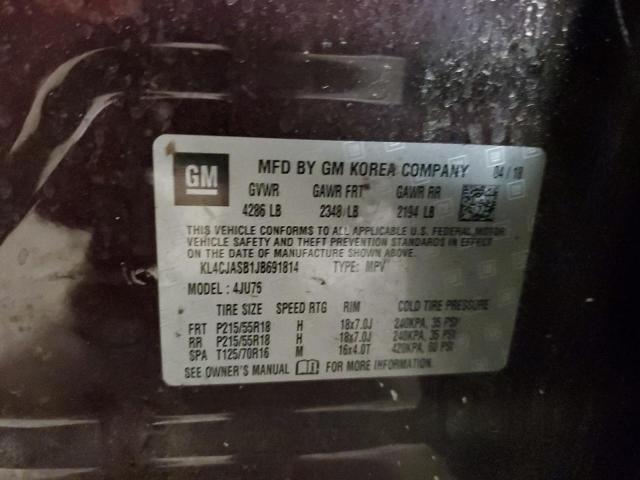 GM
MFD BY GM KOREA COMPANY 04/18
GVWR GAWR FRT GAWR RR
4286 LB 2348 LB 2194 LB
THIS VEHICLE CONFORMS TO ALL APPLICABLE U.S. FEDERAL MOTOR
VEHICLE SAFETY AND THEFT PREVENTION STANDARDS IN EFFECT
ON THE DATE OF MANUFACTURE SHOWN ABOVE.
KL4CJASB1JB691814 TYPE: MPV
MODEL: 4JU76
TIRE SIZE SPEED RTG RIM COLD TIRE PRESSURE
FRT P215/55R18 H 18x7.0J 240KPA, 35 PSI
RR P215/55R18 H 18x7.0J 240KPA, 35 PSI
SPA T125/70R16 M 16x4.0T 420KPA, 60 PSI
SEE OWNER'S MANUAL FOR MORE INFORMATION.